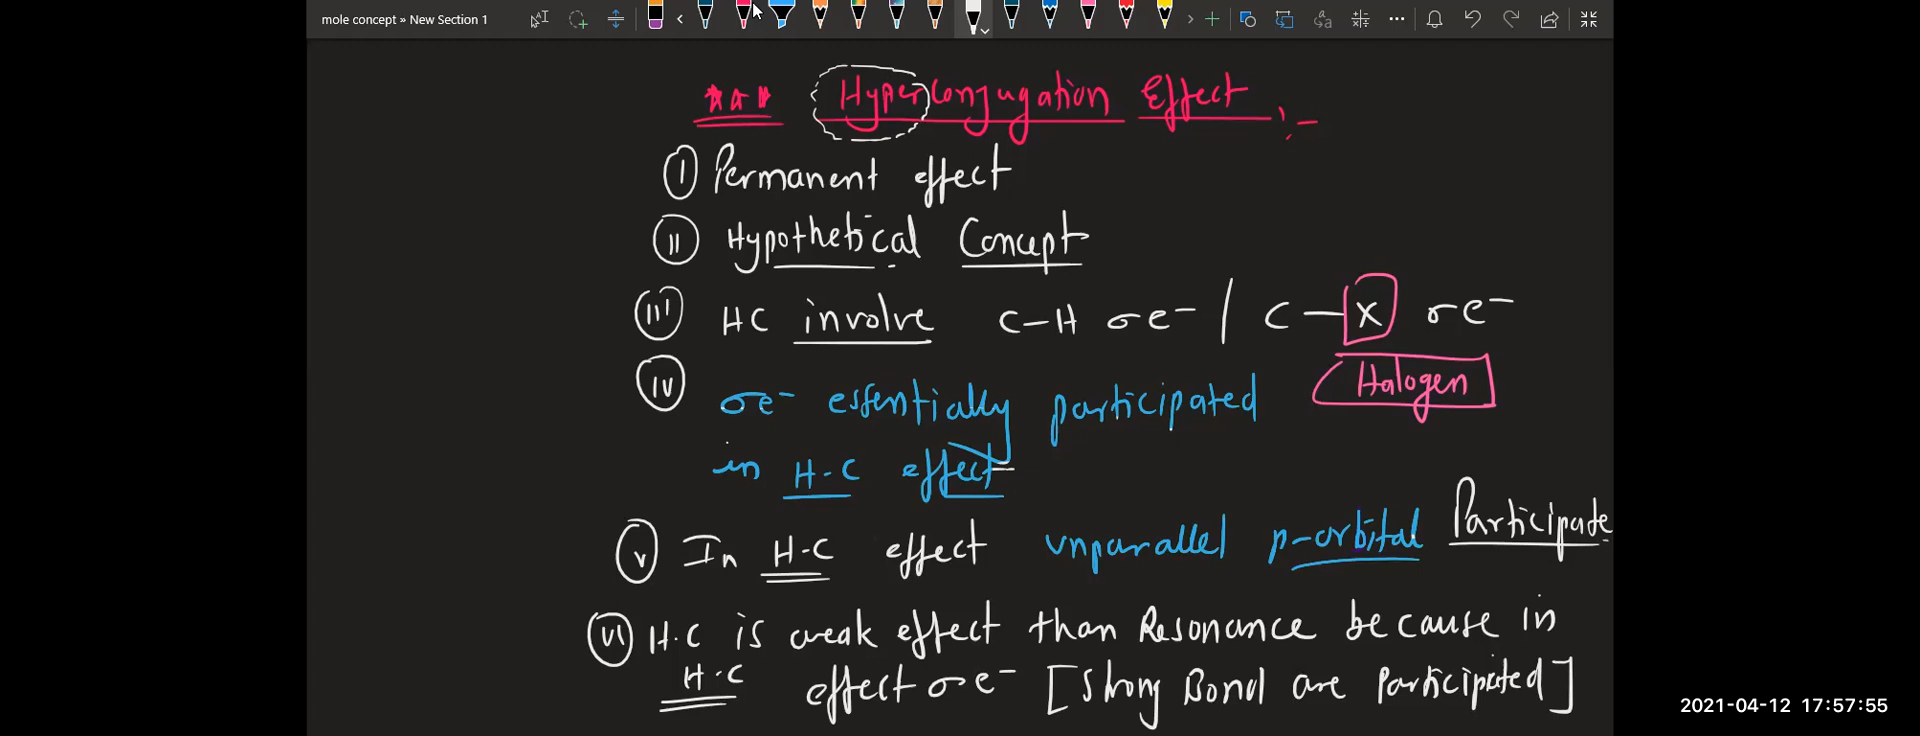 mole concept » New Section 1
*** Hyperconjugation Effect :-
(i) Permanent effect
(ii) Hypothetical Concept
(iii) HC involve C-H σe⁻ / C-X σe⁻
Halogen
(iv) σe⁻ essentially participated
in H-C effect
(v) In H-C effect unparallel p-orbital Participate
(vi) H.C is weak effect than Resonance because in
H.C effect σe⁻ [Strong Bond are Participated]
2021-04-12 17:57:55